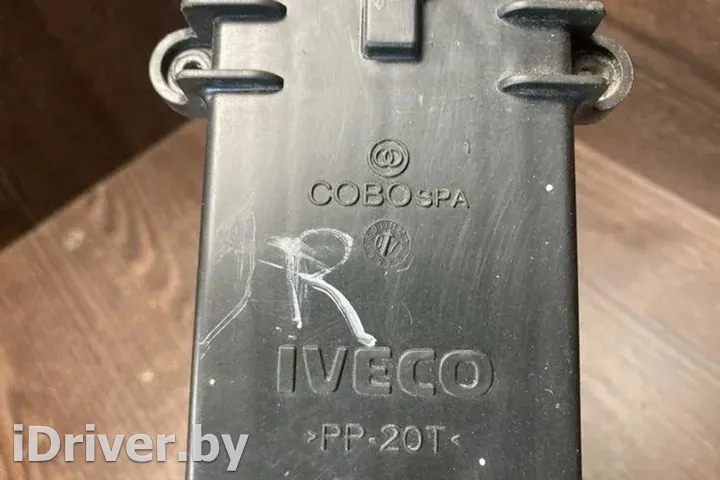 COBO SPA
R
IVECO
>PP-20T<
iDriver.by